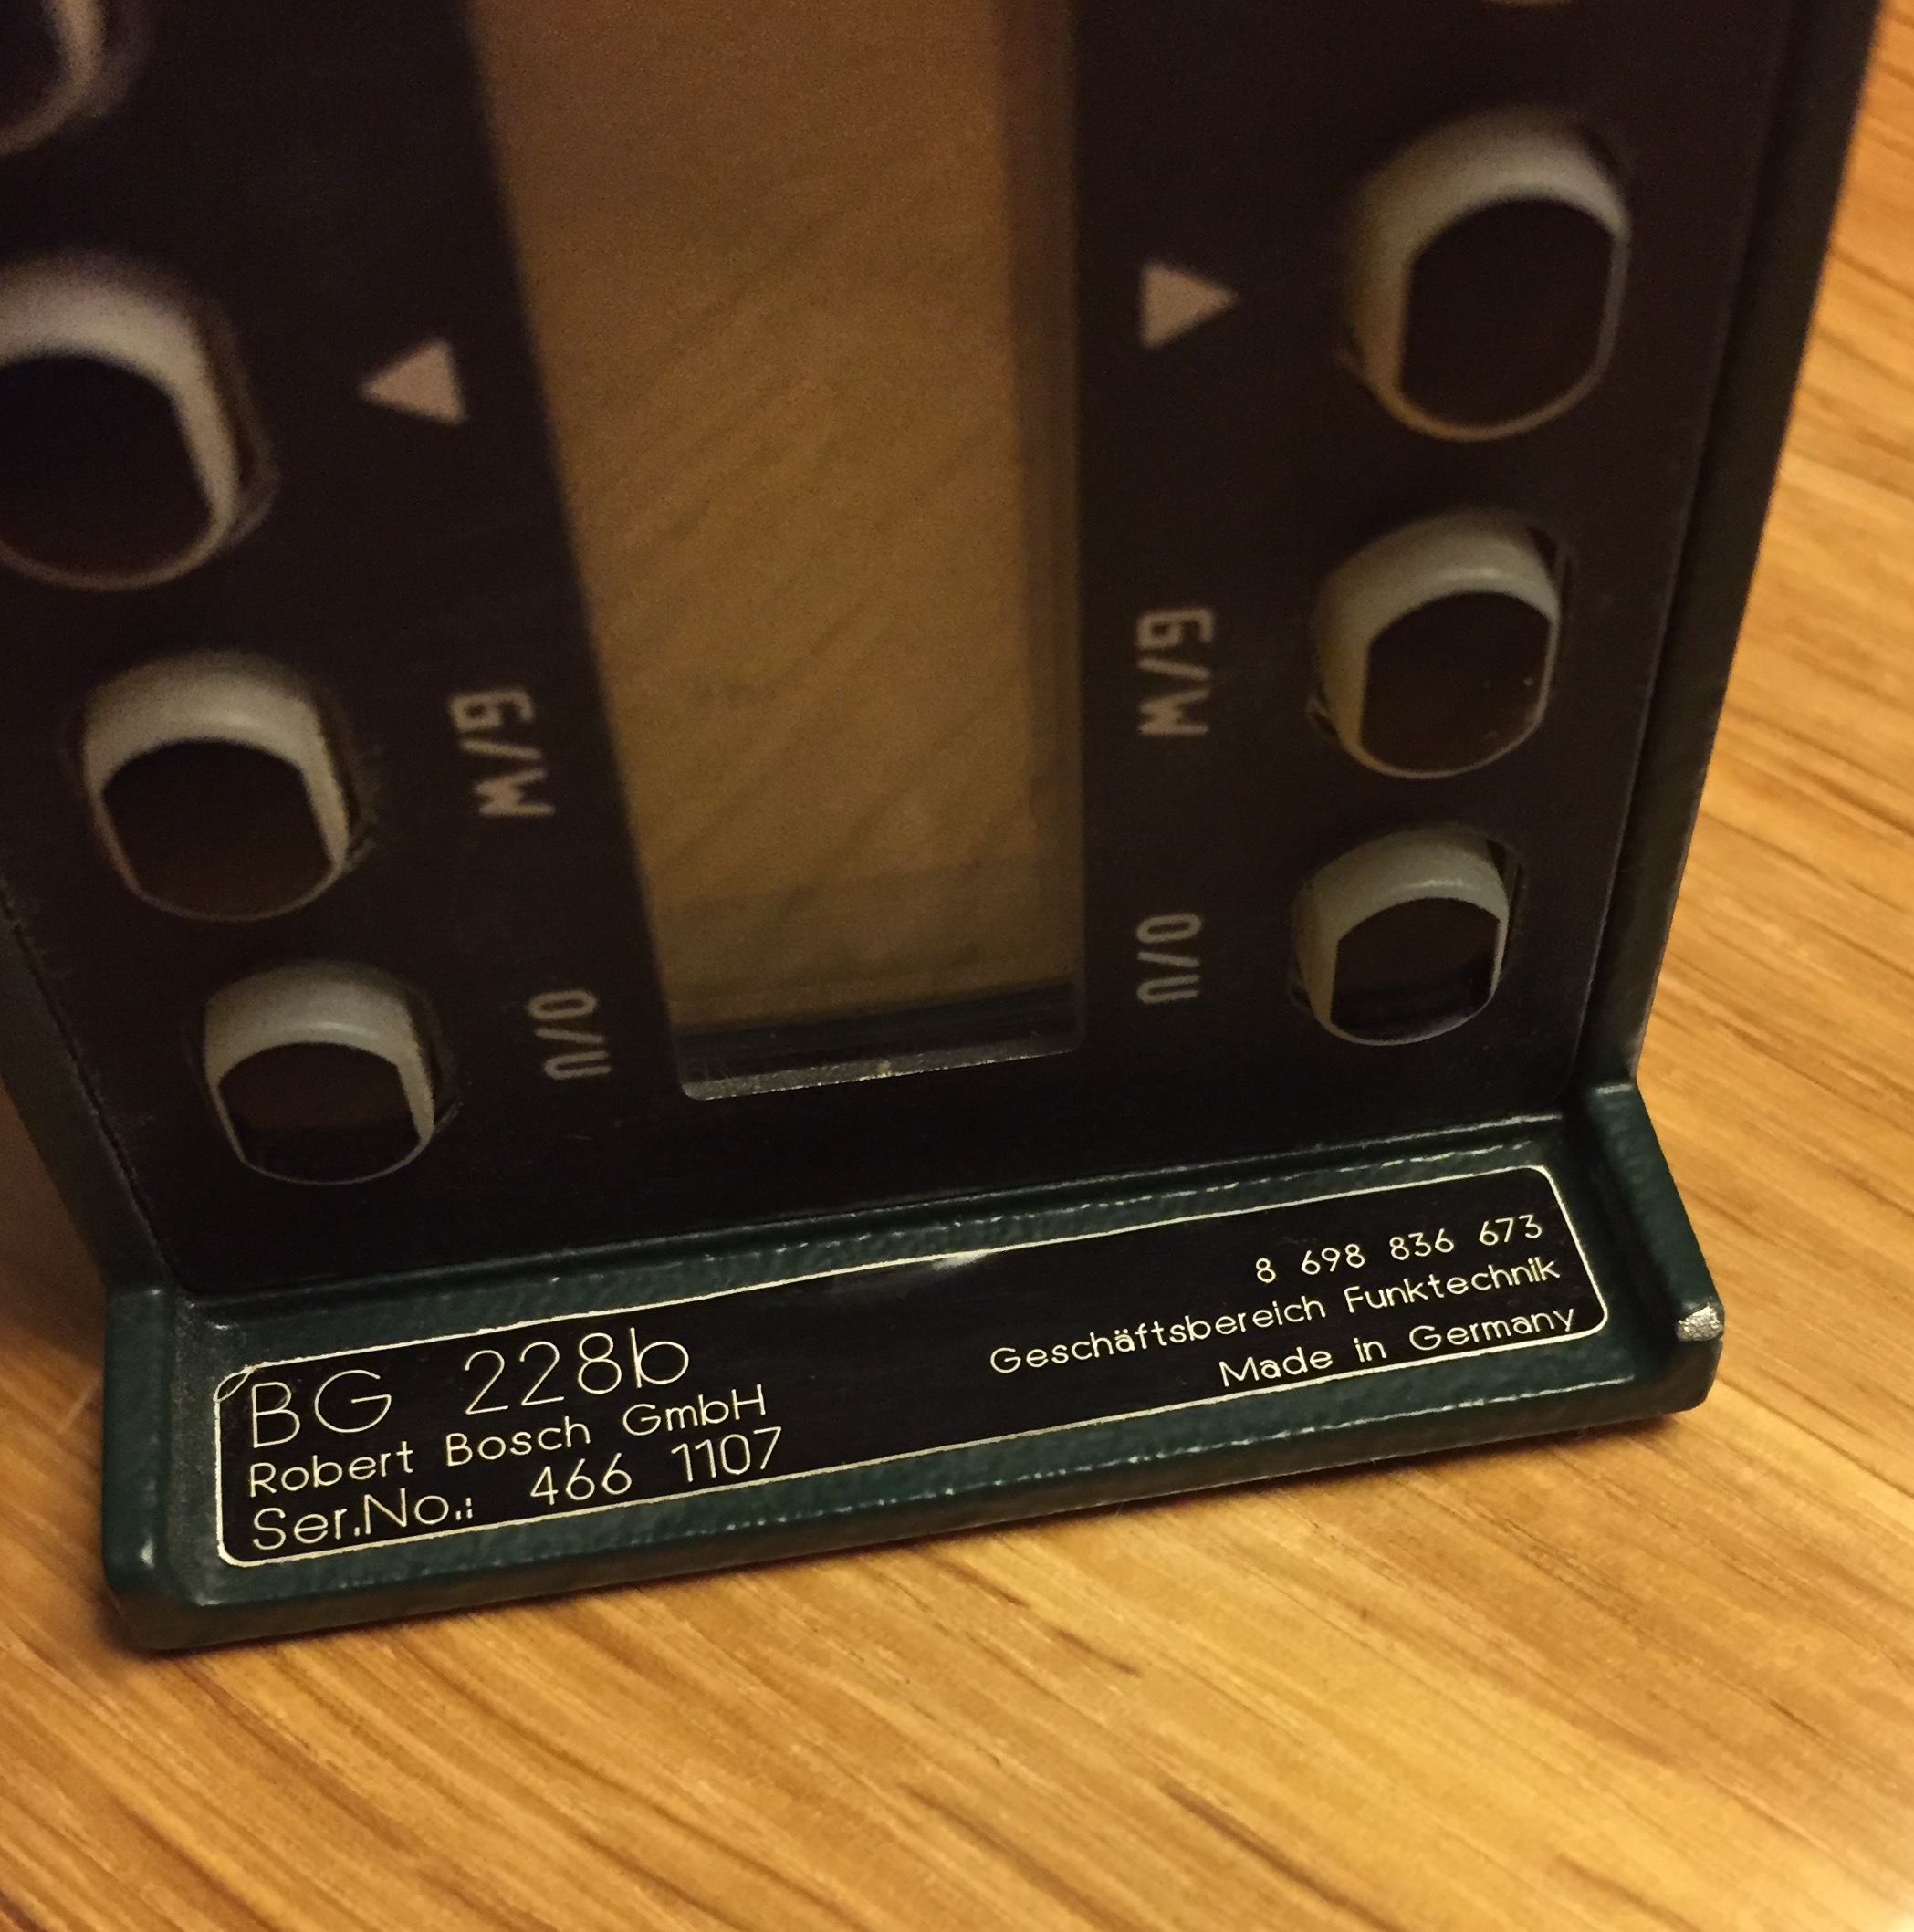 G/W
G/W
O/U
O/U
BG 228b
Robert Bosch GmbH
Ser.No.: 466 1107
8 698 836 673
Geschäftsbereich Funktechnik
Made in Germany